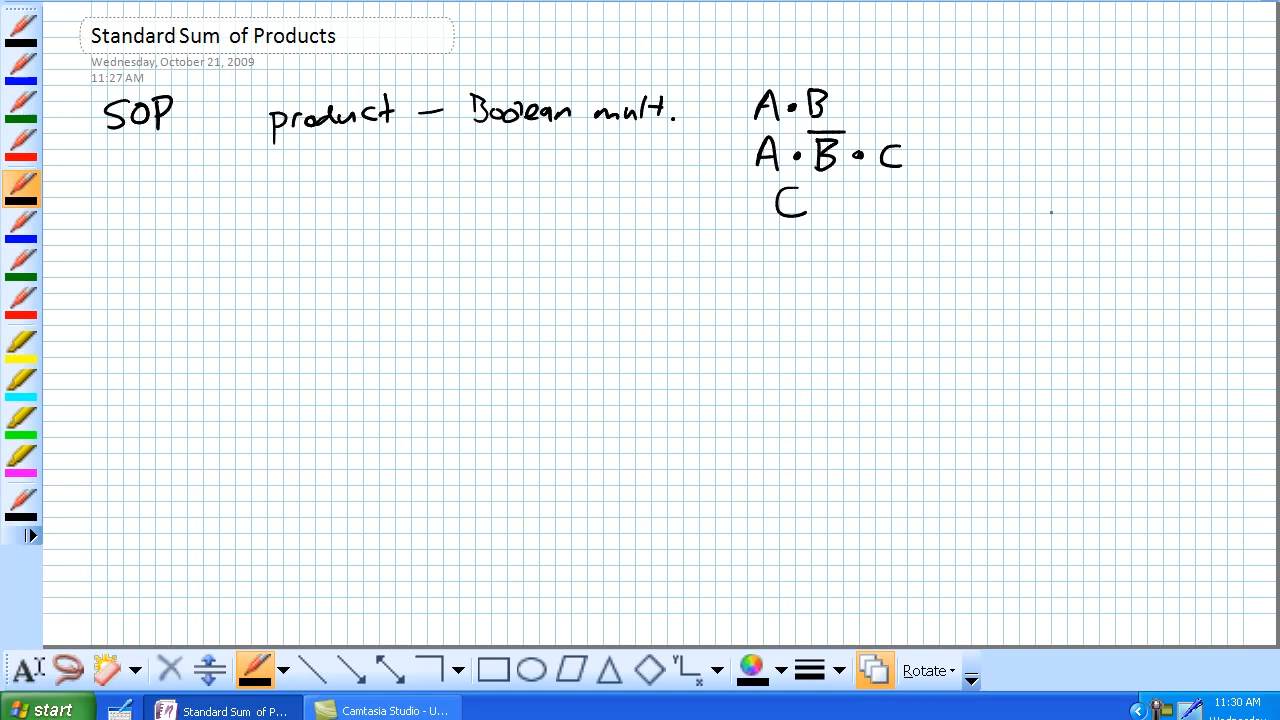 Standard Sum of Products
Wednesday, October 21, 2009
11:27 AM
SOP product — Boolean mult. A • B
A • B̅ • C
C
Rotate
start Standard Sum of P... Camtasia Studio - U... 11:30 AM
Wednesday